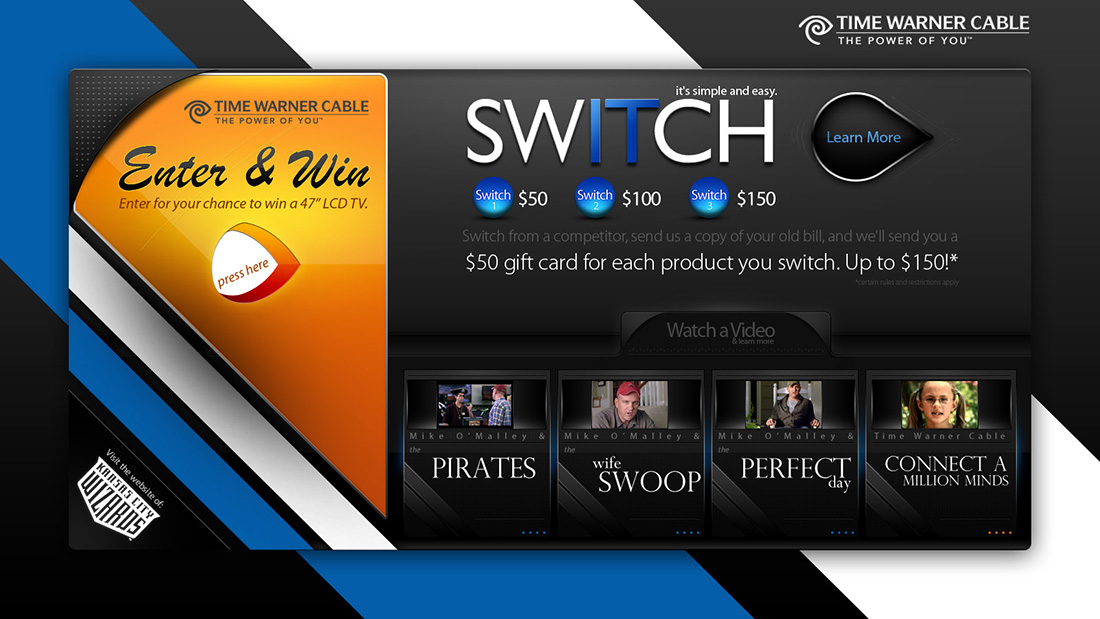 TIME WARNER CABLE
THE POWER OF YOU™
TIME WARNER CABLE
THE POWER OF YOU™
Enter & Win
Enter for your chance to win a 47" LCD TV.
press here
it's simple and easy.
SWITCH
Learn More
Switch 1 $50 Switch 2 $100 Switch 3 $150
Switch from a competitor, send us a copy of your old bill, and we'll send you a
$50 gift card for each product you switch. Up to $150!*
*certain rules and restrictions apply
Watch a Video
& learn more
Mike O'Malley &
the
PIRATES
Mike O'Malley &
the
wife
SWOOP
Mike O'Malley &
the
PERFECT
day
Time Warner Cable
CONNECT A
MILLION MINDS
Visit the website of:
KANSAS CITY
WIZARDS